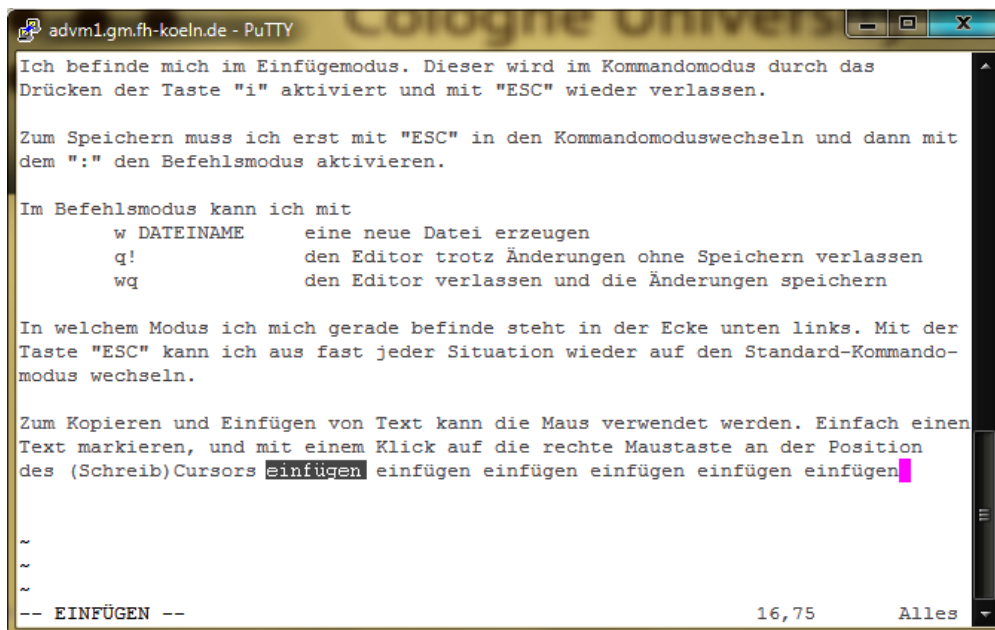 Cologne University
advm1.gm.fh-koeln.de - PuTTY
Ich befinde mich im Einfügemodus. Dieser wird im Kommandomodus durch das
Drücken der Taste "i" aktiviert und mit "ESC" wieder verlassen.
Zum Speichern muss ich erst mit "ESC" in den Kommandomoduswechseln und dann mit
dem ":" den Befehlsmodus aktivieren.
Im Befehlsmodus kann ich mit
w DATEINAME eine neue Datei erzeugen
q! den Editor trotz Änderungen ohne Speichern verlassen
wq den Editor verlassen und die Änderungen speichern
In welchem Modus ich mich gerade befinde steht in der Ecke unten links. Mit der
Taste "ESC" kann ich aus fast jeder Situation wieder auf den Standard-Kommando-
modus wechseln.
Zum Kopieren und Einfügen von Text kann die Maus verwendet werden. Einfach einen
Text markieren, und mit einem Klick auf die rechte Maustaste an der Position
des (Schreib)Cursors einfügen einfügen einfügen einfügen einfügen einfügen
~
~
~
-- EINFÜGEN -- 16,75 Alles